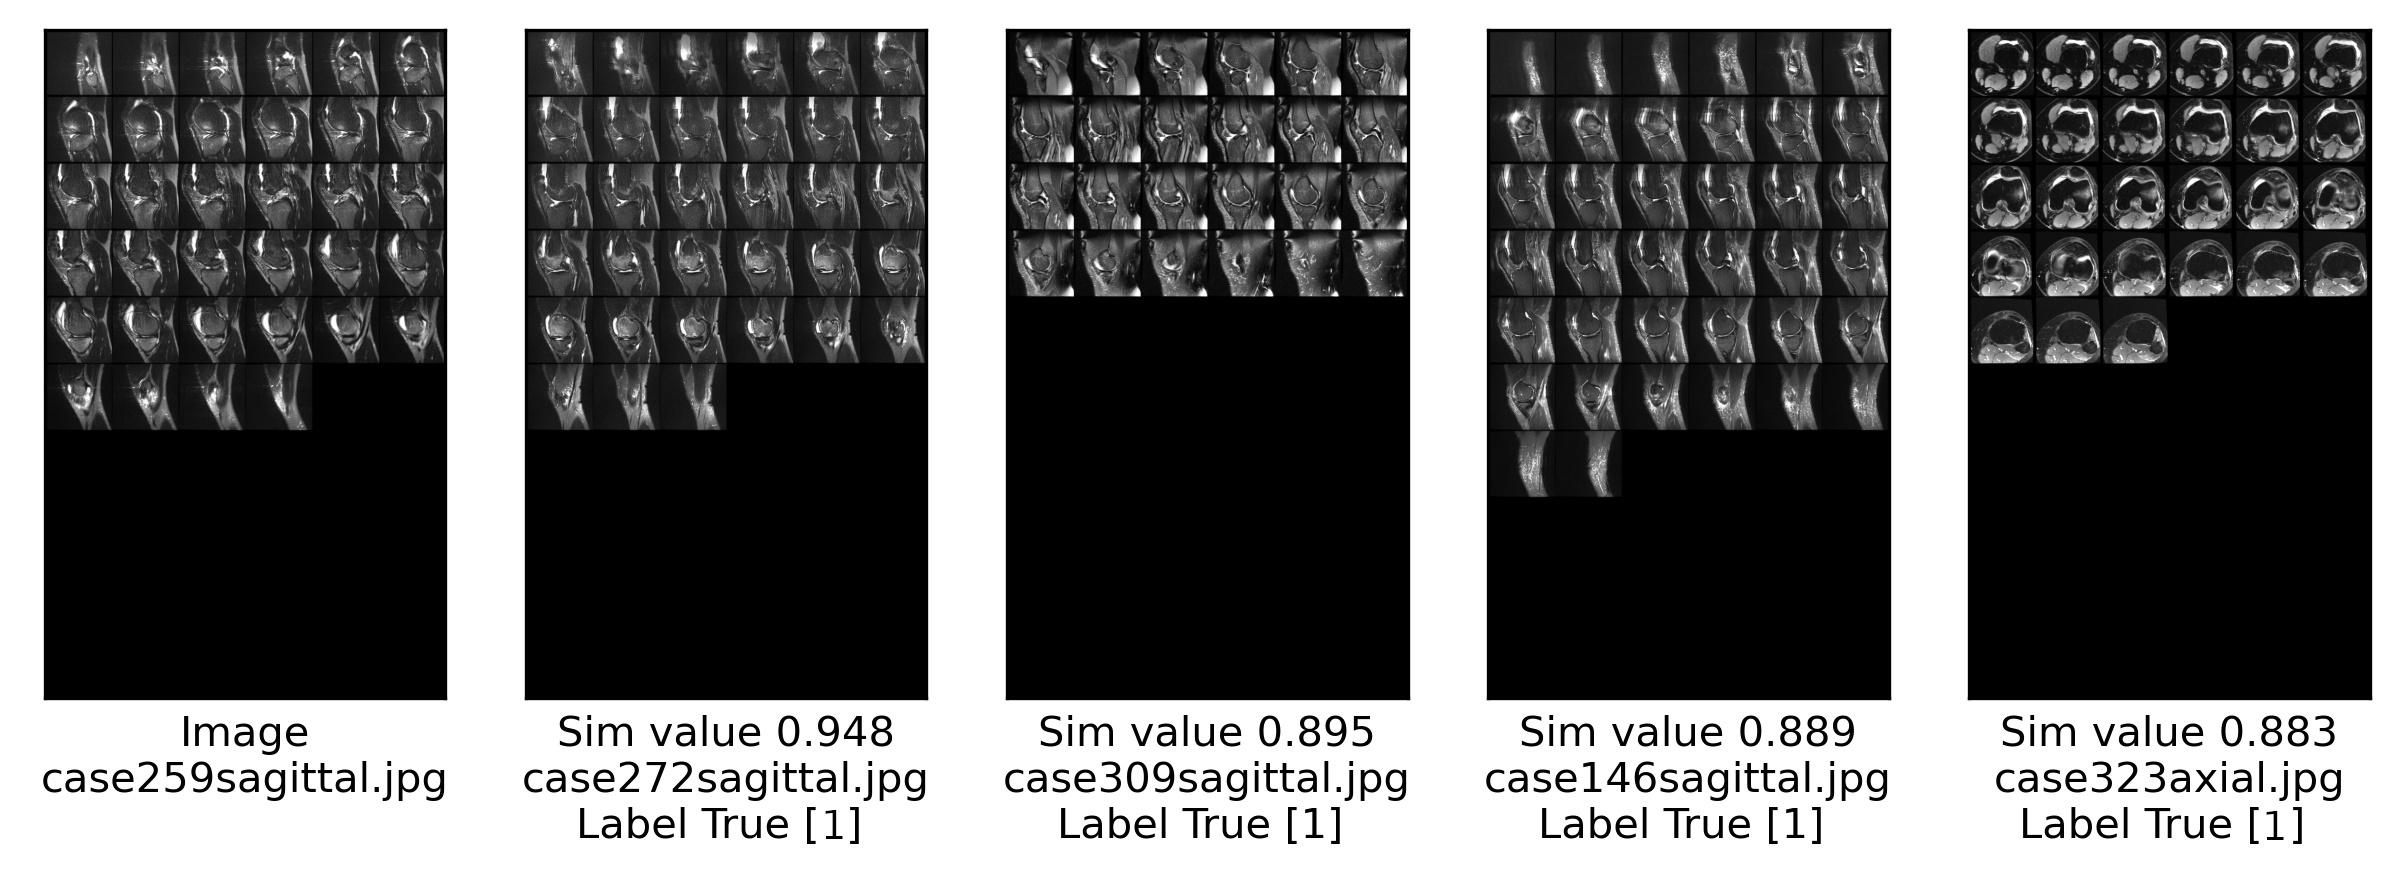 Image
case259sagittal.jpg
Sim value 0.948
case272sagittal.jpg
Label True [1]
Sim value 0.895
case309sagittal.jpg
Label True [1]
Sim value 0.889
case146sagittal.jpg
Label True [1]
Sim value 0.883
case323axial.jpg
Label True [1]